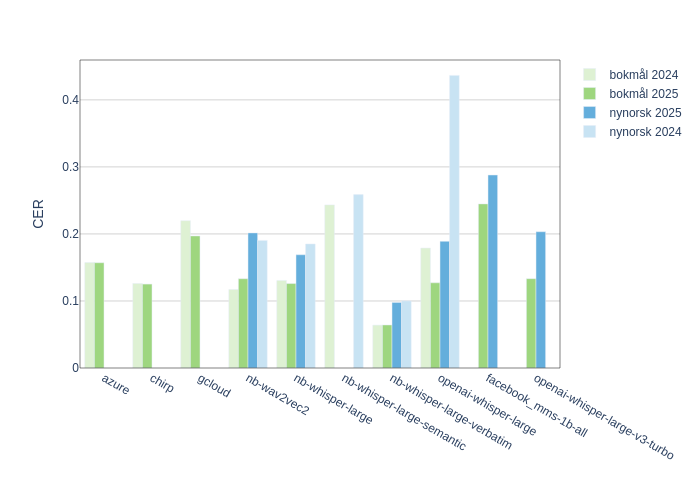 bokmål 2024
bokmål 2025
nynorsk 2025
nynorsk 2024
CER
0.4
0.3
0.2
0.1
0
azure
chirp
gcloud
nb-wav2vec2
nb-whisper-large
nb-whisper-large-semantic
nb-whisper-large-verbatim
openai-whisper-large
facebook_mms-1b-all
openai-whisper-large-v3-turbo